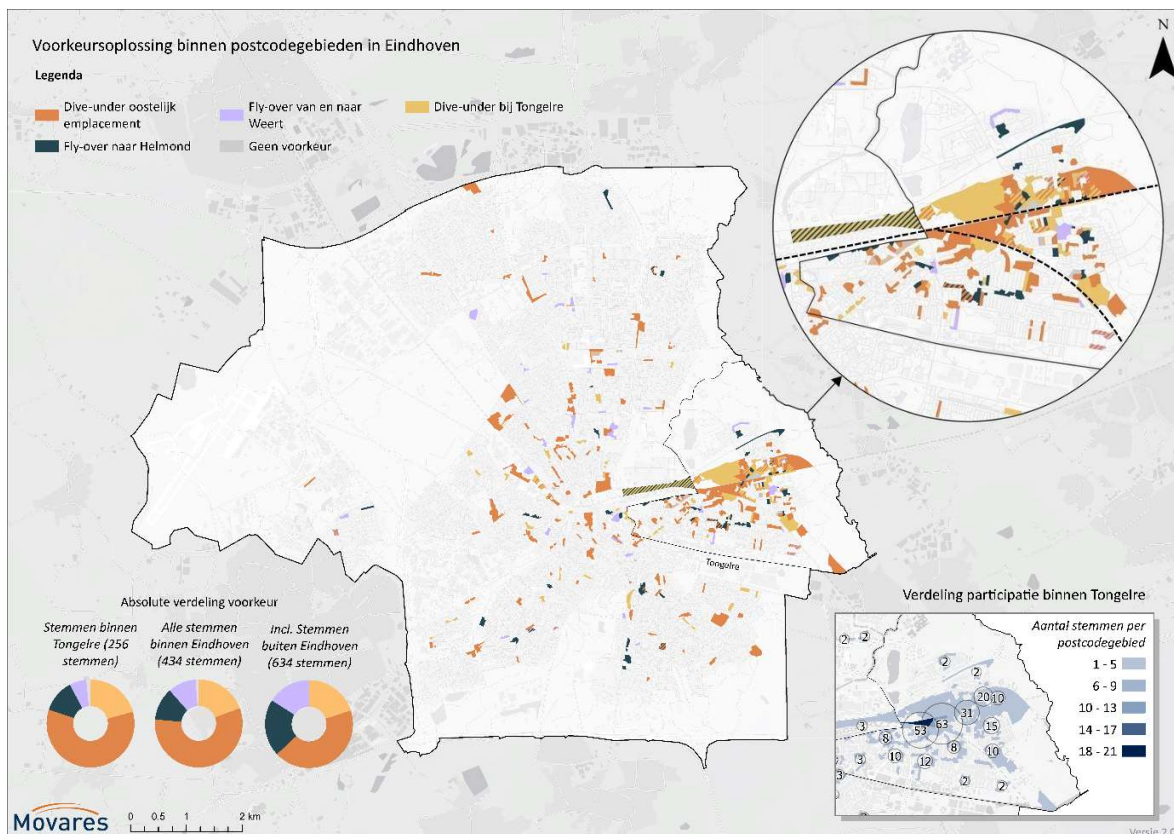 Voorkeursoplossing binnen postcodegebieden in Eindhoven
Legenda
Dive-under oostelijk
emplacement
Fly-over van en naar
Weert
Dive-under bij Tongelre
Fly-over naar Helmond
Geen voorkeur
N
Tongelre
Absolute verdeling voorkeur
Stemmen binnen
Tongelre (256
stemmen)
Alle stemmen
binnen Eindhoven
(434 stemmen)
Incl. Stemmen
buiten Eindhoven
(634 stemmen)
Movares
0 0.5 1 2 km
Verdeling participatie binnen Tongelre
Aantal stemmen per
postcodegebied
1 - 5
6 - 9
10 - 13
14 - 17
18 - 21
2 2
2
2
20 10
31
3 53 63 15
8
8
3 10 12 10
3
2 2
Versie 2.0